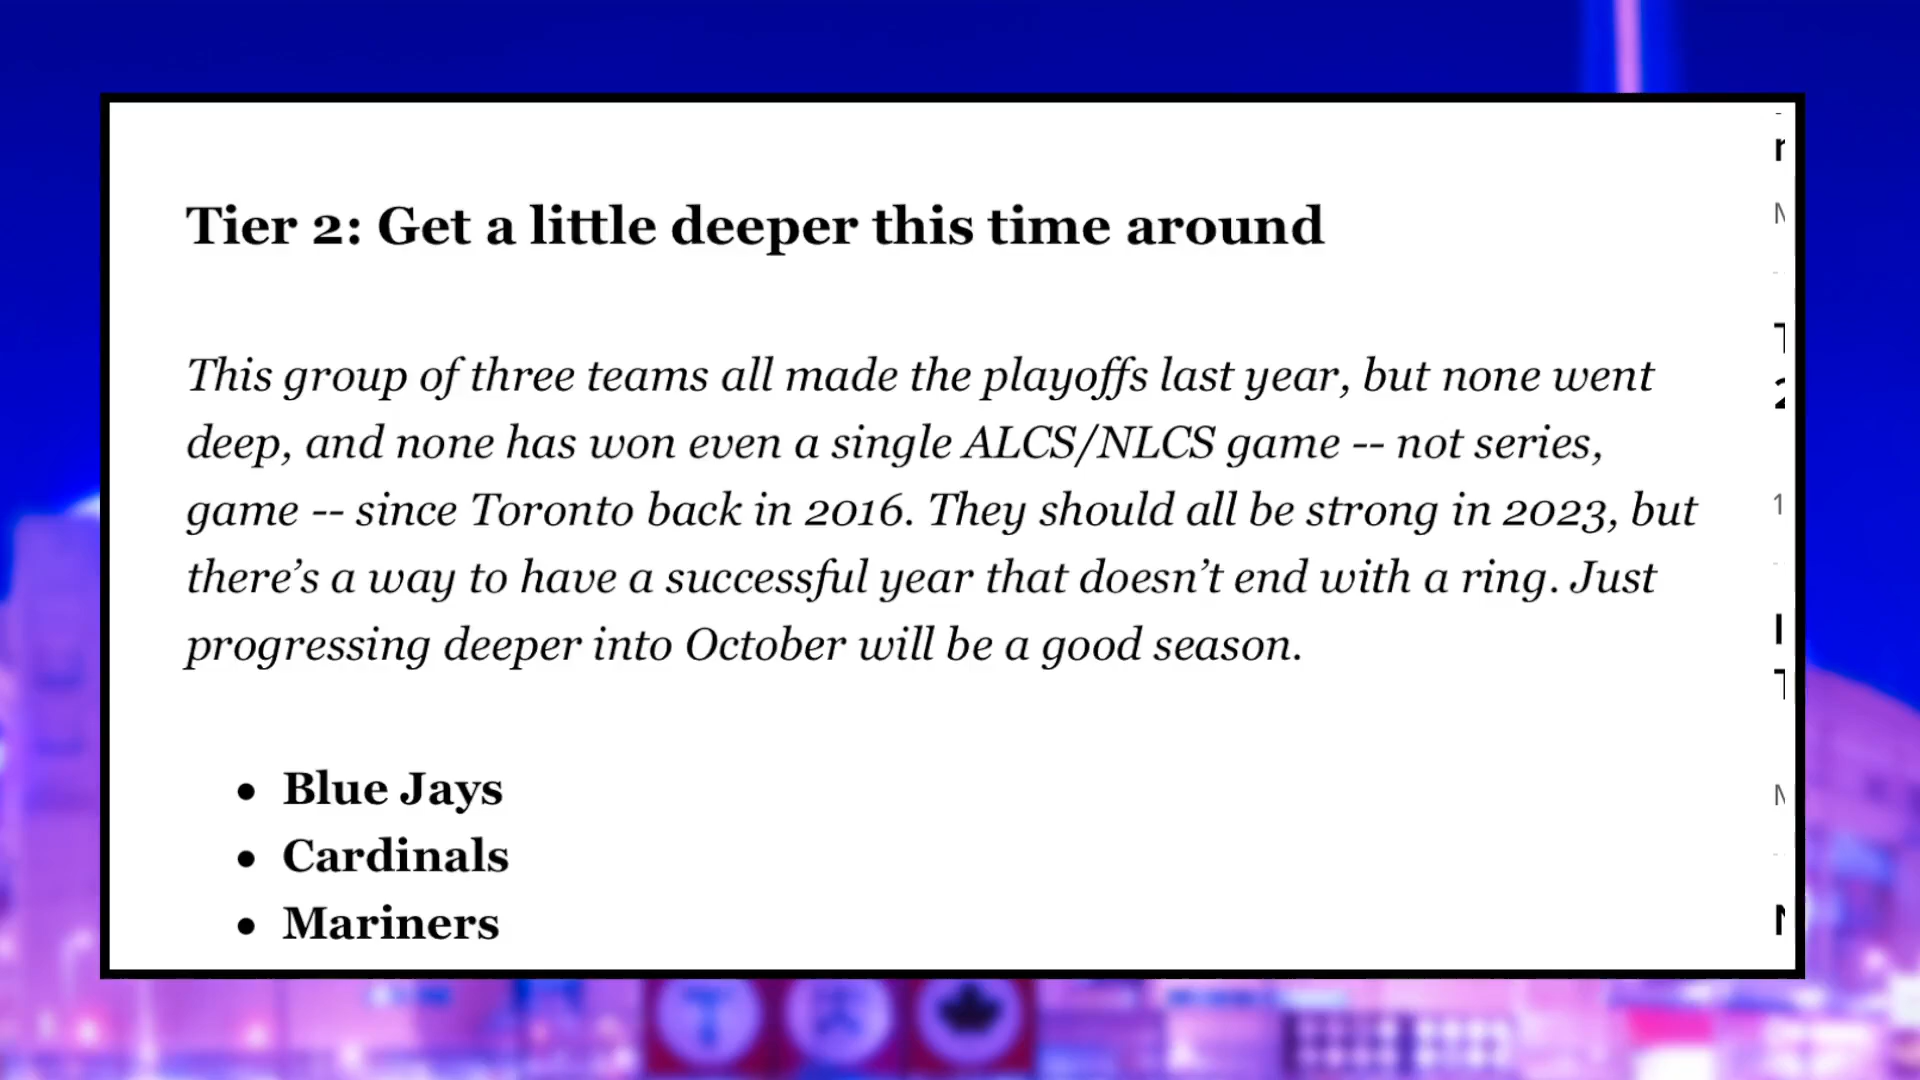 Tier 2: Get a little deeper this time around
This group of three teams all made the playoffs last year, but none went
deep, and none has won even a single ALCS/NLCS game -- not series,
game -- since Toronto back in 2016. They should all be strong in 2023, but
there’s a way to have a successful year that doesn’t end with a ring. Just
progressing deeper into October will be a good season.
• Blue Jays
• Cardinals
• Mariners